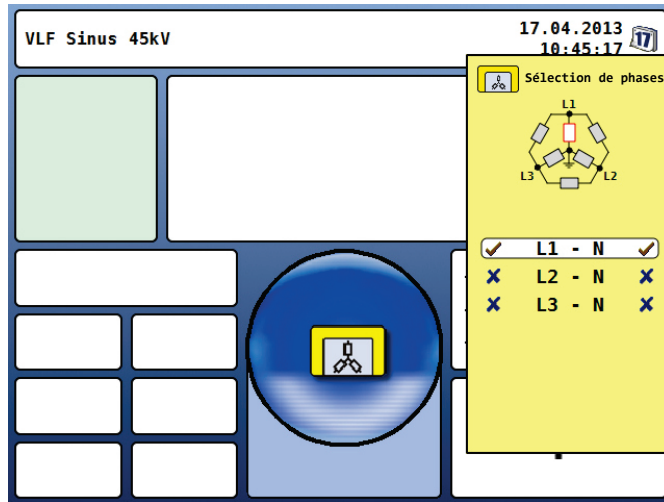 VLF Sinus 45kV
17.04.2013
17
10:45:17
Sélection de phases
L1
L3
L2
L1 - N
L2 - N
L3 - N